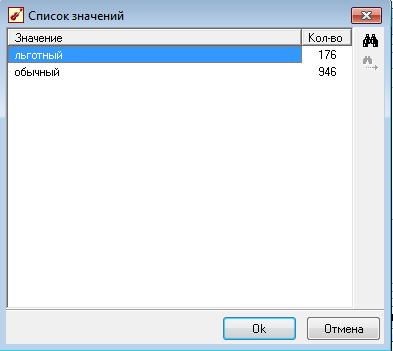 Список значений
Значение Кол-во
льготный 176
обычный 946
Ok Отмена